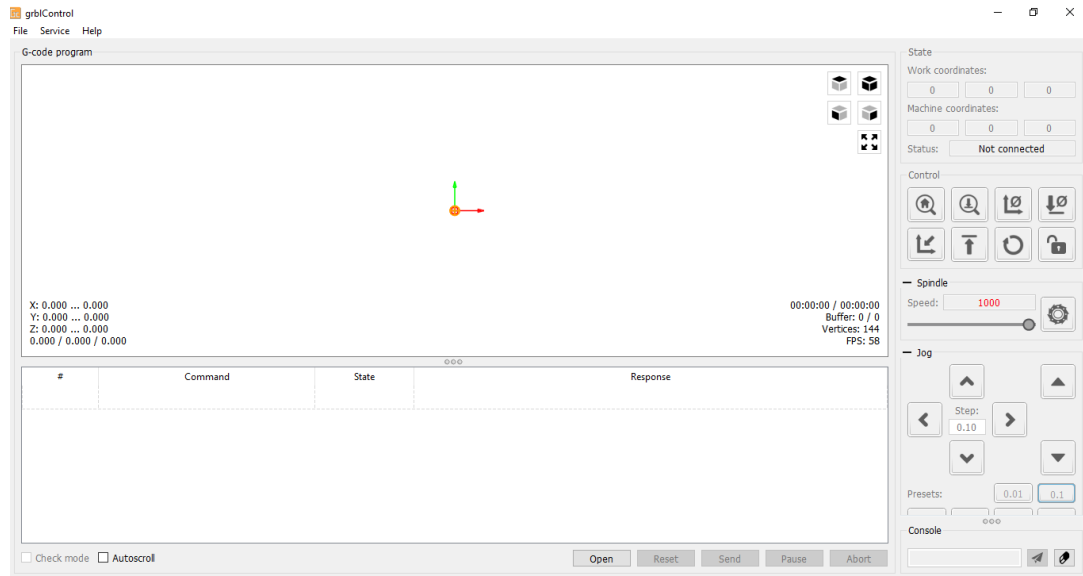 grblControl
File Service Help
G-code program
X: 0.000 ... 0.000
Y: 0.000 ... 0.000
Z: 0.000 ... 0.000
0.000 / 0.000 / 0.000
00:00:00 / 00:00:00
Buffer: 0 / 0
Vertices: 144
FPS: 58
# Command State Response
Check mode Autoscroll Open Reset Send Pause Abort
State
Work coordinates:
0 0 0
Machine coordinates:
0 0 0
Status: Not connected
Control
Spindle
Speed: 1000
Jog
Step:
0.10
Presets: 0.01 0.1
Console